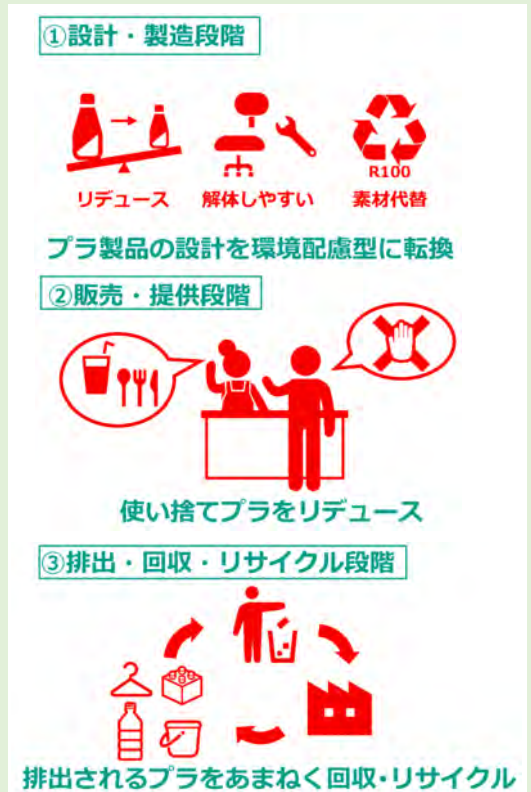 ①設計・製造段階
R100
リデュース 解体しやすい 素材代替
プラ製品の設計を環境配慮型に転換
②販売・提供段階
使い捨てプラをリデュース
③排出・回収・リサイクル段階
排出されるプラをあまねく回収・リサイクル